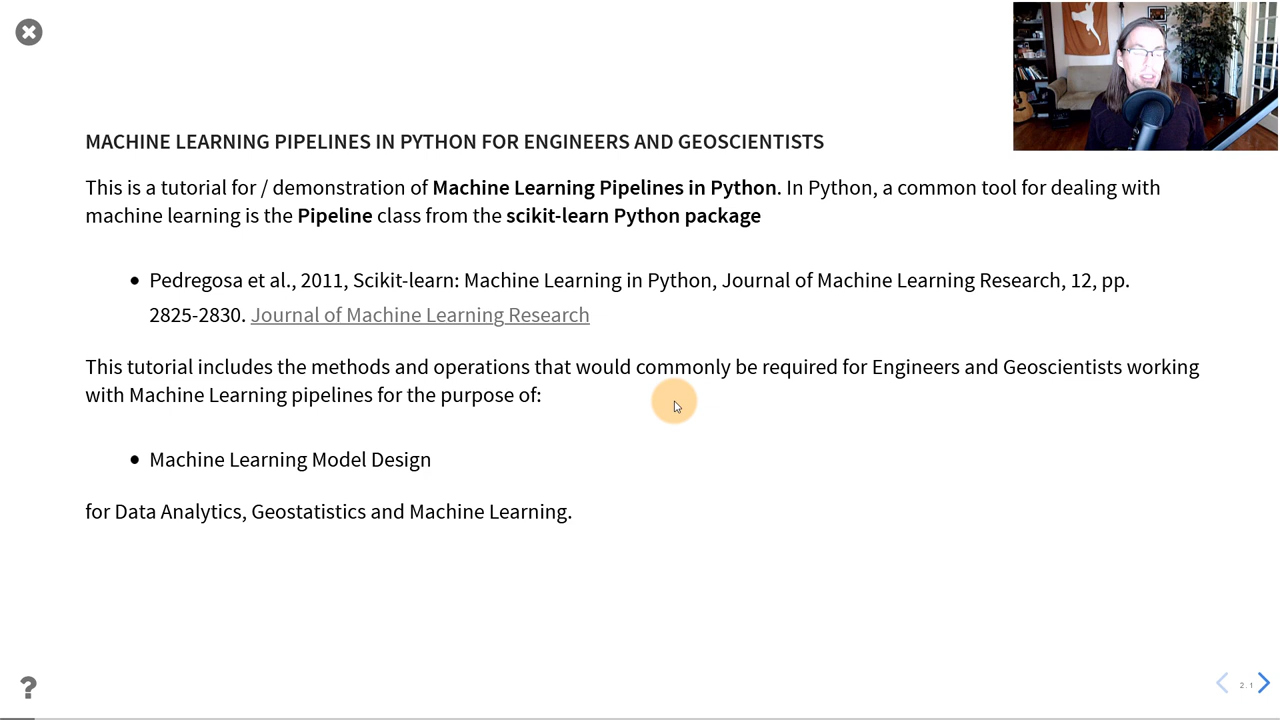 MACHINE LEARNING PIPELINES IN PYTHON FOR ENGINEERS AND GEOSCIENTISTS
This is a tutorial for / demonstration of Machine Learning Pipelines in Python. In Python, a common tool for dealing with
machine learning is the Pipeline class from the scikit-learn Python package
• Pedregosa et al., 2011, Scikit-learn: Machine Learning in Python, Journal of Machine Learning Research, 12, pp.
2825-2830. Journal of Machine Learning Research
This tutorial includes the methods and operations that would commonly be required for Engineers and Geoscientists working
with Machine Learning pipelines for the purpose of:
• Machine Learning Model Design
for Data Analytics, Geostatistics and Machine Learning.
?
2.1